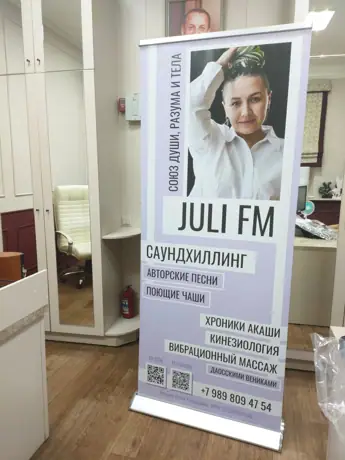 СОЮЗ ДУШИ, РАЗУМА И ТЕЛА
JULI FM
САУНДХИЛЛИНГ
АВТОРСКИЕ ПЕСНИ
ПОЮЩИЕ ЧАШИ
ХРОНИКИ АКАШИ
КИНЕЗИОЛОГИЯ
ВИБРАЦИОННЫЙ МАССАЖ
ДАОССКИМИ ВЕНИКАМИ
+7 989 809 47 54